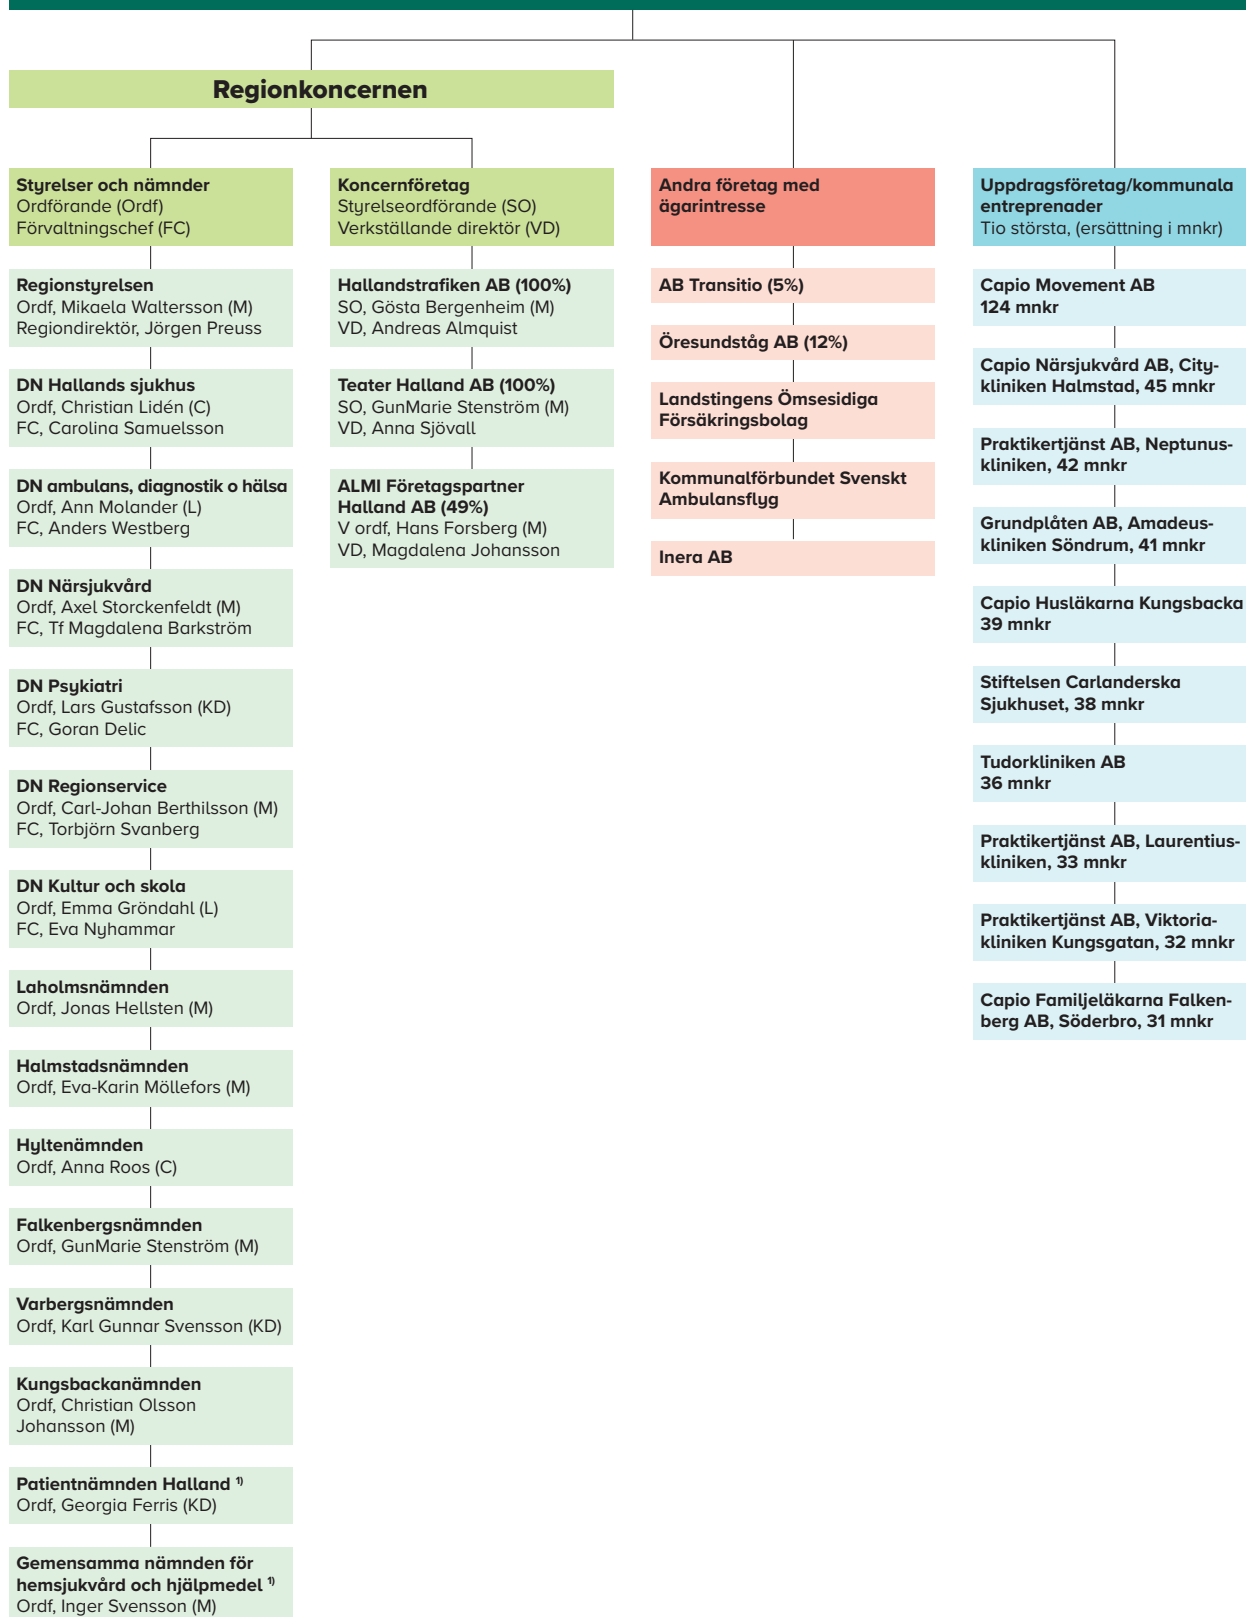 Regionkoncernen
Styrelser och nämnder
Ordförande (Ordf)
Förvaltningschef (FC)
Regionstyrelsen
Ordf, Mikaela Waltersson (M)
Regiondirektör, Jörgen Preuss
DN Hallands sjukhus
Ordf, Christian Lidén (C)
FC, Carolina Samuelsson
DN ambulans, diagnostik o hälsa
Ordf, Ann Molander (L)
FC, Anders Westberg
DN Närsjukvård
Ordf, Axel Storckenfeldt (M)
FC, Tf Magdalena Barkström
DN Psykiatri
Ordf, Lars Gustafsson (KD)
FC, Goran Delic
DN Regionservice
Ordf, Carl-Johan Berthilsson (M)
FC, Torbjörn Svanberg
DN Kultur och skola
Ordf, Emma Gröndahl (L)
FC, Eva Nyhammar
Laholmsnämnden
Ordf, Jonas Hellsten (M)
Halmstadsnämnden
Ordf, Eva-Karin Möllefors (M)
Hyltenämnden
Ordf, Anna Roos (C)
Falkenbergsnämnden
Ordf, GunMarie Stenström (M)
Varbergsnämnden
Ordf, Karl Gunnar Svensson (KD)
Kungsbackanämnden
Ordf, Christian Olsson
Johansson (M)
Patientnämnden Halland ¹⁾
Ordf, Georgia Ferris (KD)
Gemensamma nämnden för
hemsjukvård och hjälpmedel ¹⁾
Ordf, Inger Svensson (M)
Koncernföretag
Styrelseordförande (SO)
Verkställande direktör (VD)
Hallandstrafiken AB (100%)
SO, Gösta Bergenheim (M)
VD, Andreas Almquist
Teater Halland AB (100%)
SO, GunMarie Stenström (M)
VD, Anna Sjövall
ALMI Företagspartner
Halland AB (49%)
V ordf, Hans Forsberg (M)
VD, Magdalena Johansson
Andra företag med
ägarintresse
AB Transitio (5%)
Öresundståg AB (12%)
Landstingens Ömsesidiga
Försäkringsbolag
Kommunalförbundet Svenskt
Ambulansflyg
Inera AB
Uppdragsföretag/kommunala
entreprenader
Tio största, (ersättning i mnkr)
Capio Movement AB
124 mnkr
Capio Närsjukvård AB, City-
kliniken Halmstad, 45 mnkr
Praktikertjänst AB, Neptunus-
kliniken, 42 mnkr
Grundplåten AB, Amadeus-
kliniken Söndrum, 41 mnkr
Capio Husläkarna Kungsbacka
39 mnkr
Stiftelsen Carlanderska
Sjukhuset, 38 mnkr
Tudorkliniken AB
36 mnkr
Praktikertjänst AB, Laurentius-
kliniken, 33 mnkr
Praktikertjänst AB, Viktoria-
kliniken Kungsgatan, 32 mnkr
Capio Familjeläkarna Falken-
berg AB, Söderbro, 31 mnkr